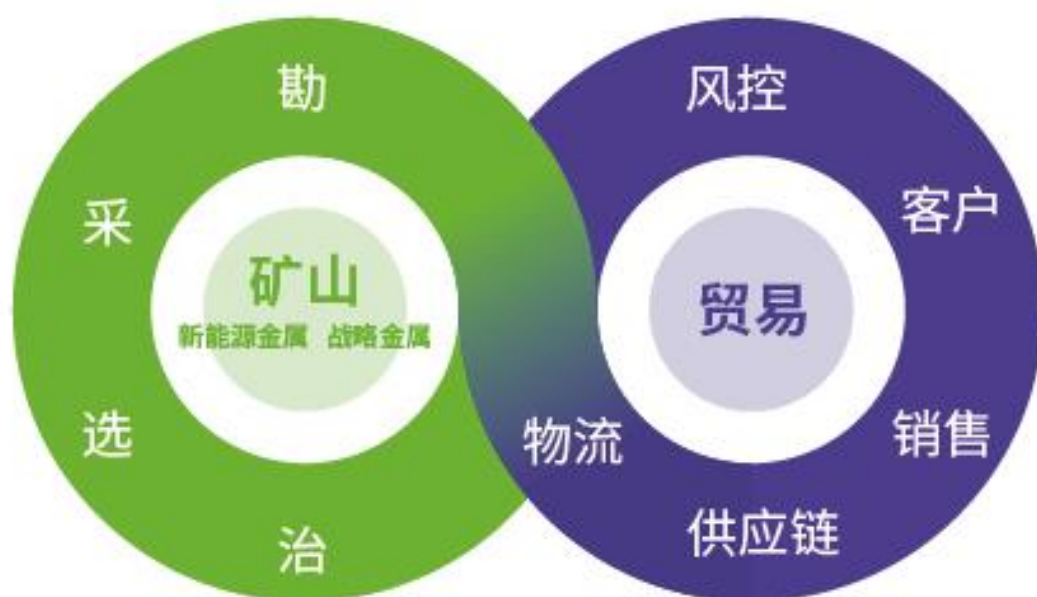 勘
采
选
治
矿山
新能源金属 战略金属
风控
客户
销售
供应链
物流
贸易